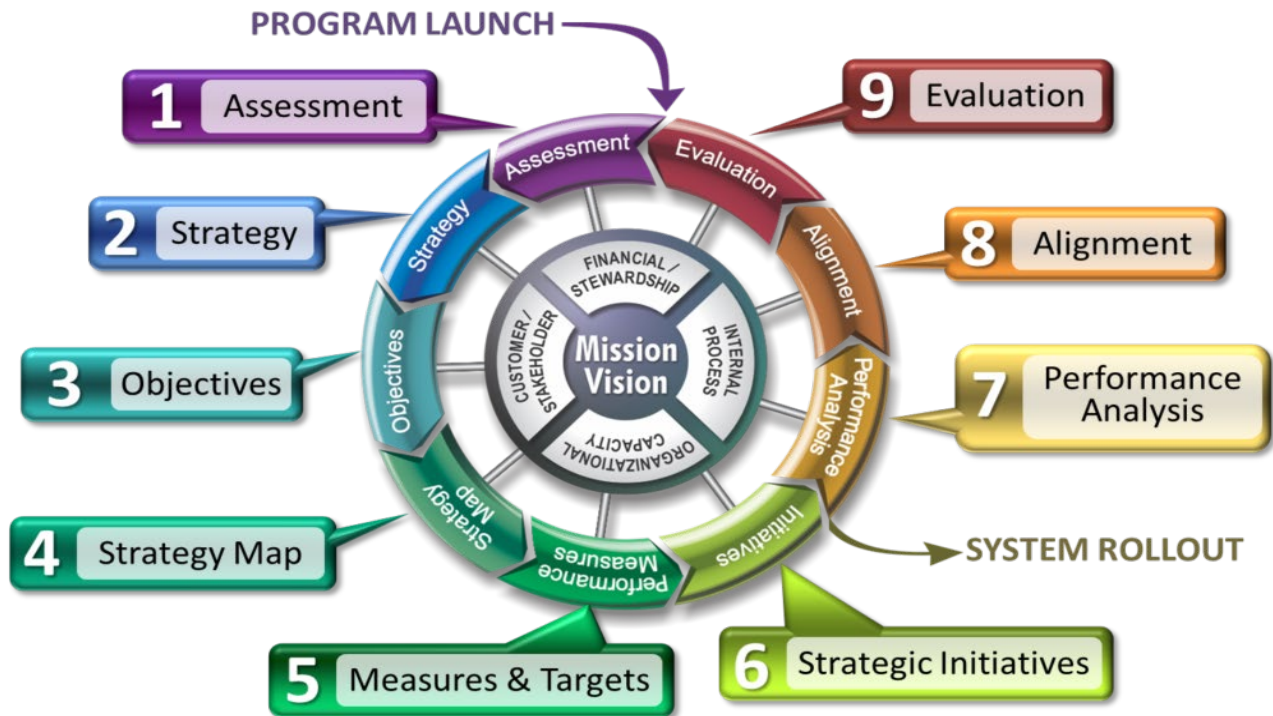 PROGRAM LAUNCH
1 Assessment
2 Strategy
3 Objectives
4 Strategy Map
5 Measures & Targets
6 Strategic Initiatives
7 Performance
Analysis
8 Alignment
9 Evaluation
SYSTEM ROLLOUT
Assessment
Strategy
Objectives
Strategy
Map
Performance
Measures
Initiatives
Performance
Analysis
Alignment
Evaluation
FINANCIAL /
STEWARDSHIP
CUSTOMER /
STAKEHOLDER
ORGANIZATIONAL
CAPACITY
INTERNAL
PROCESS
Mission
Vision